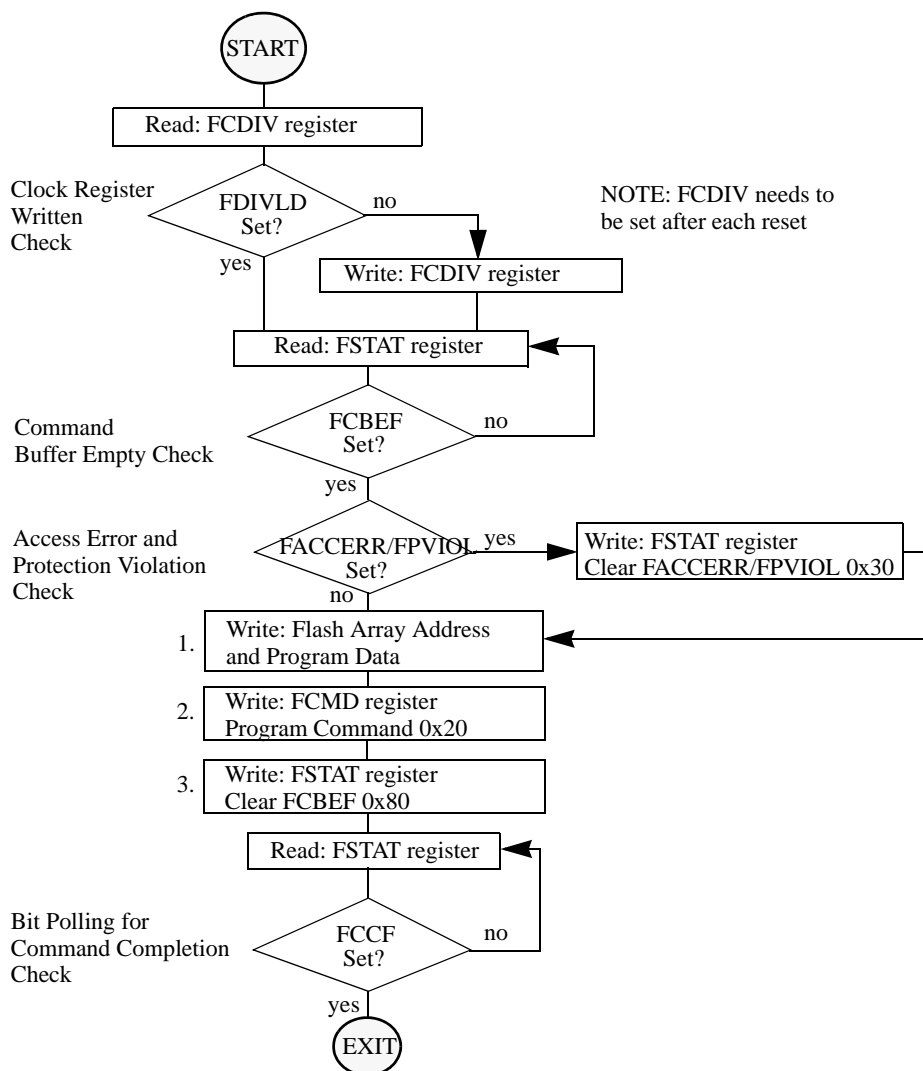 START
Read: FCDIV register
Clock Register
Written
Check
FDIVLD
Set?
no
yes
NOTE: FCDIV needs to
be set after each reset
Write: FCDIV register
Read: FSTAT register
Command
Buffer Empty Check
FCBEF
Set?
no
yes
Access Error and
Protection Violation
Check
FACCERR/FPVIOL
Set?
yes
no
Write: FSTAT register
Clear FACCERR/FPVIOL 0x30
1.
Write: Flash Array Address
and Program Data
2.
Write: FCMD register
Program Command 0x20
3.
Write: FSTAT register
Clear FCBEF 0x80
Read: FSTAT register
Bit Polling for
Command Completion
Check
FCCF
Set?
no
yes
EXIT